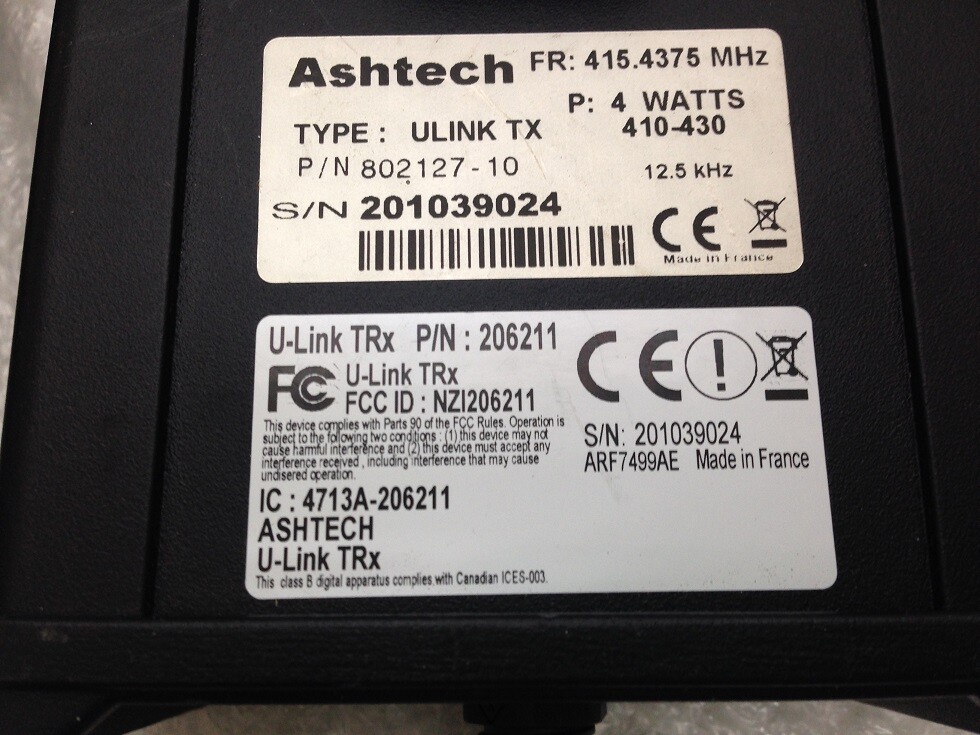 Ashtech FR: 415.4375 MHz
P: 4 WATTS
TYPE : ULINK TX 410-430
P/N 802127-10 12.5 kHz
S/N 201039024
CE
Made in France
U-Link TRx P/N : 206211
FC U-Link TRx
FCC ID : NZI206211
CE !
This device complies with Parts 90 of the FCC Rules. Operation is
subject to the following two conditions : (1) this device may not
cause harmful interference and (2) this device must accept any
interference received , including interference that may cause
undisered operation.
S/N: 201039024
ARF7499AE Made in France
IC : 4713A-206211
ASHTECH
U-Link TRx
This class B digital apparatus complies with Canadian ICES-003.